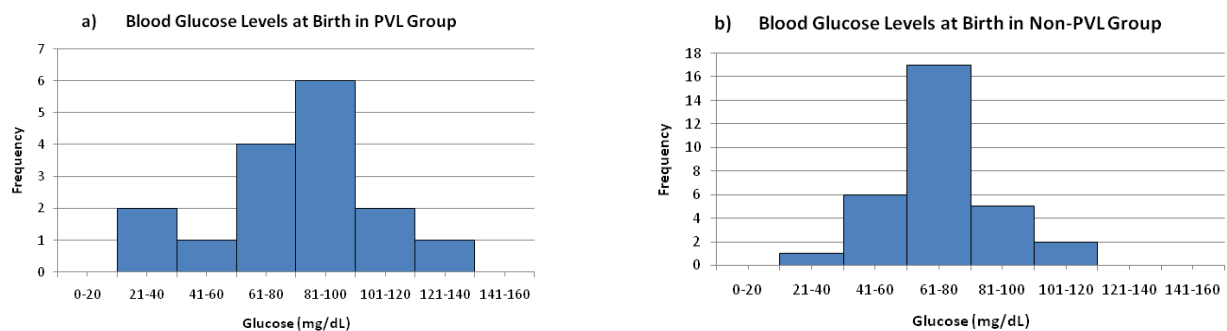 a) Blood Glucose Levels at Birth in PVL Group
7
6
5
4
3
2
1
0
Frequency
0-20 21-40 41-60 61-80 81-100 101-120 121-140 141-160
Glucose (mg/dL)
b) Blood Glucose Levels at Birth in Non-PVL Group
18
16
14
12
10
8
6
4
2
0
Frequency
0-20 21-40 41-60 61-80 81-100 101-120 121-140 141-160
Glucose (mg/dL)